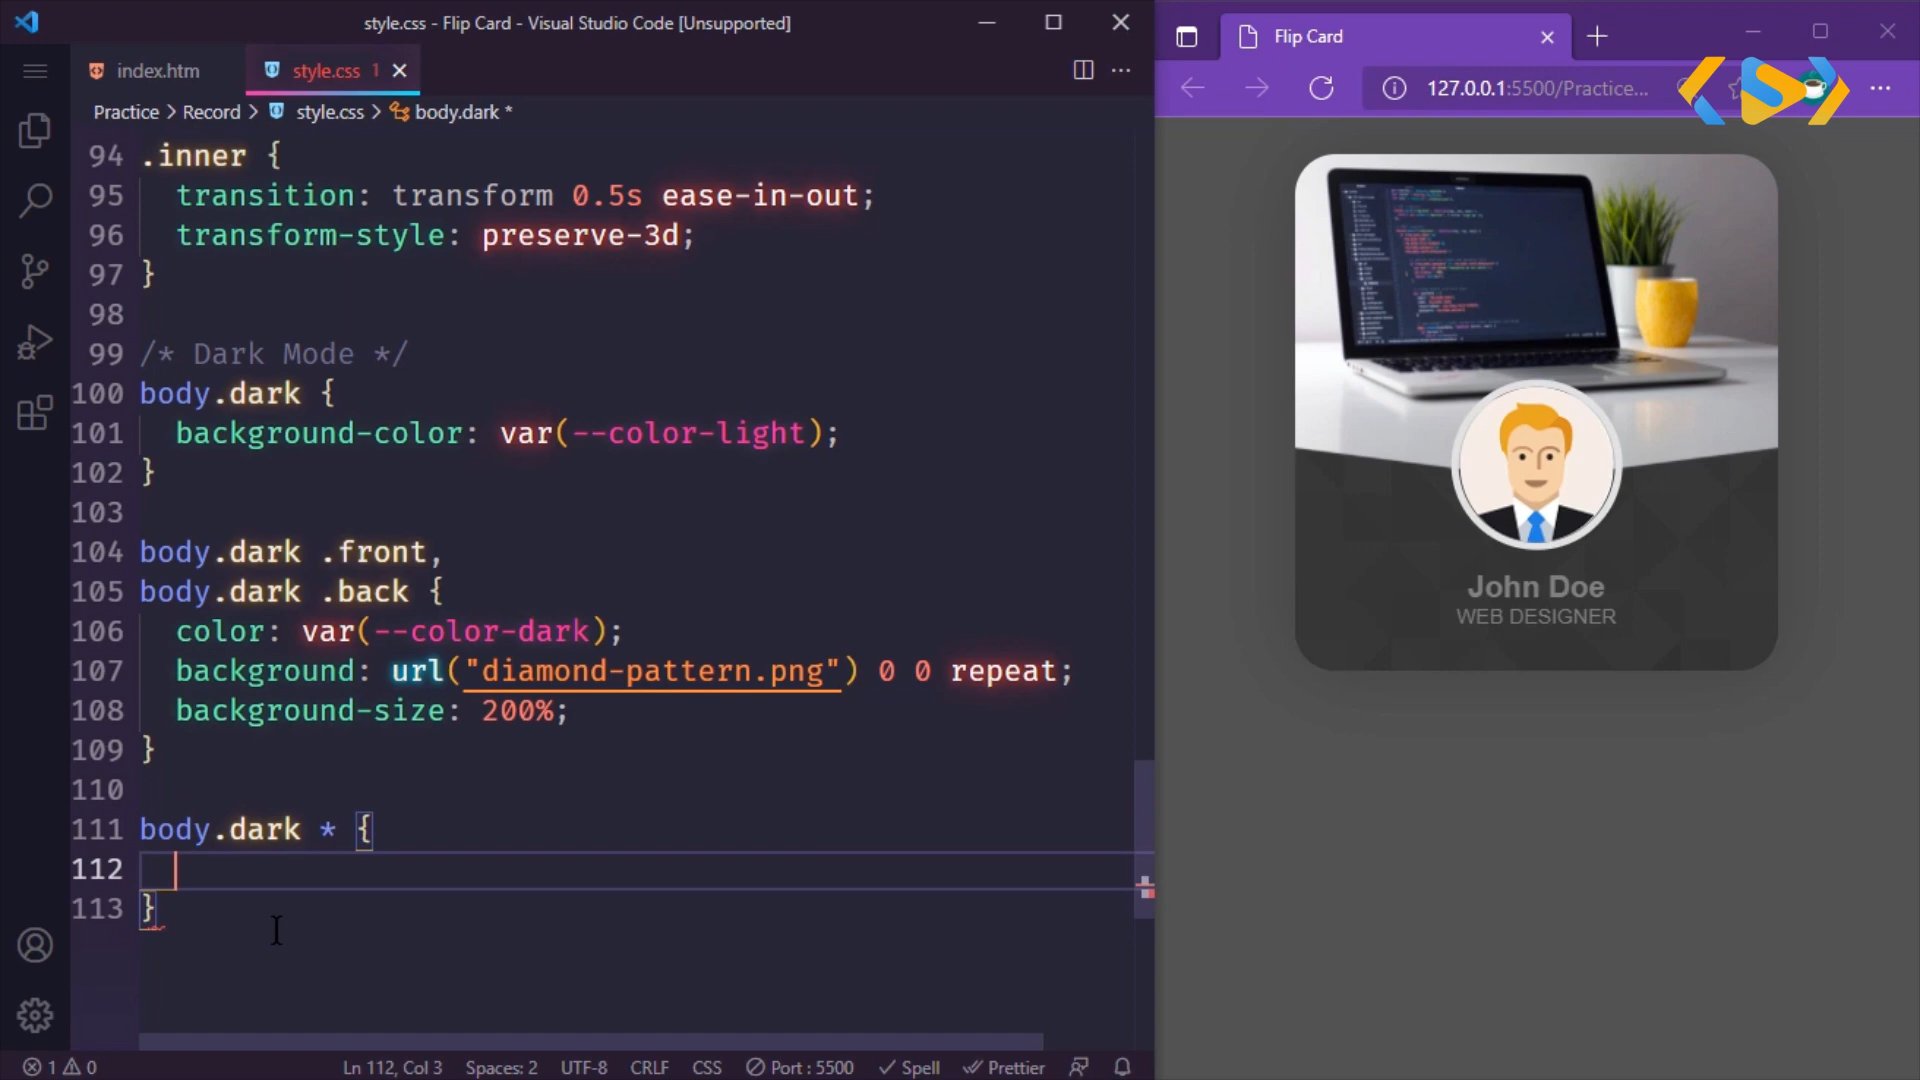 style.css - Flip Card - Visual Studio Code [Unsupported]
index.htm
style.css 1
Practice > Record > style.css > body.dark *
94 .inner {
95 transition: transform 0.5s ease-in-out;
96 transform-style: preserve-3d;
97 }
98
99 /* Dark Mode */
100 body.dark {
101 background-color: var(--color-light);
102 }
103
104 body.dark .front,
105 body.dark .back {
106 color: var(--color-dark);
107 background: url("diamond-pattern.png") 0 0 repeat;
108 background-size: 200%;
109 }
110
111 body.dark * {
112
113 }
1 0
Ln 112, Col 3
Spaces: 2
UTF-8
CRLF
CSS
Port : 5500
Spell
Prettier
Flip Card
127.0.0.1:5500/Practice...
John Doe
WEB DESIGNER